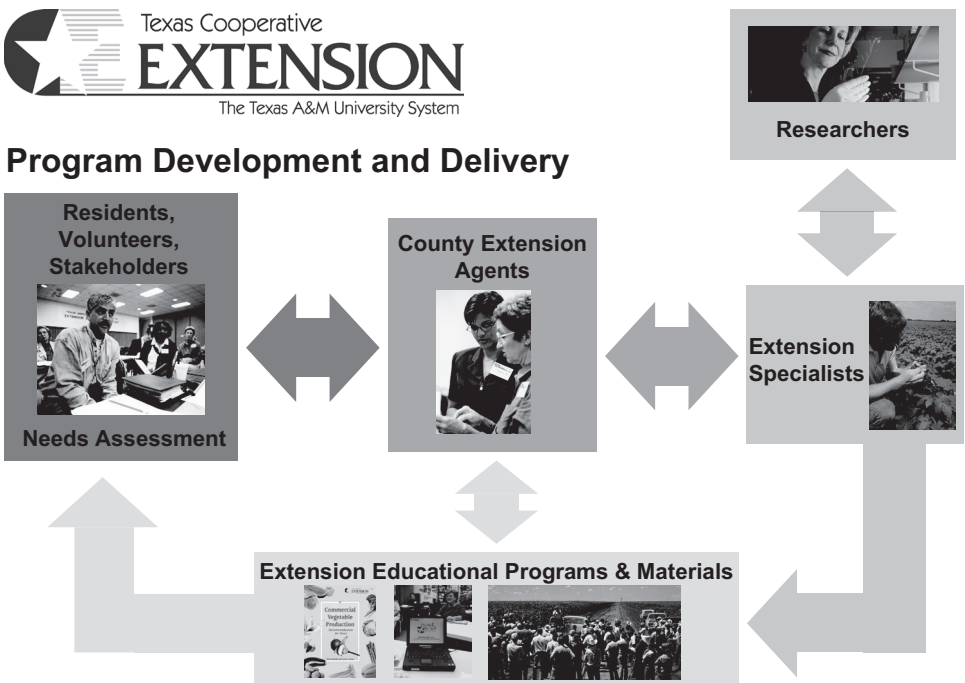 Texas Cooperative
EXTENSION
The Texas A&M University System
Researchers
Program Development and Delivery
Residents,
Volunteers,
Stakeholders
Needs Assessment
County Extension
Agents
Extension
Specialists
Extension Educational Programs & Materials
EXTENSION
Commercial
Vegetable
Production